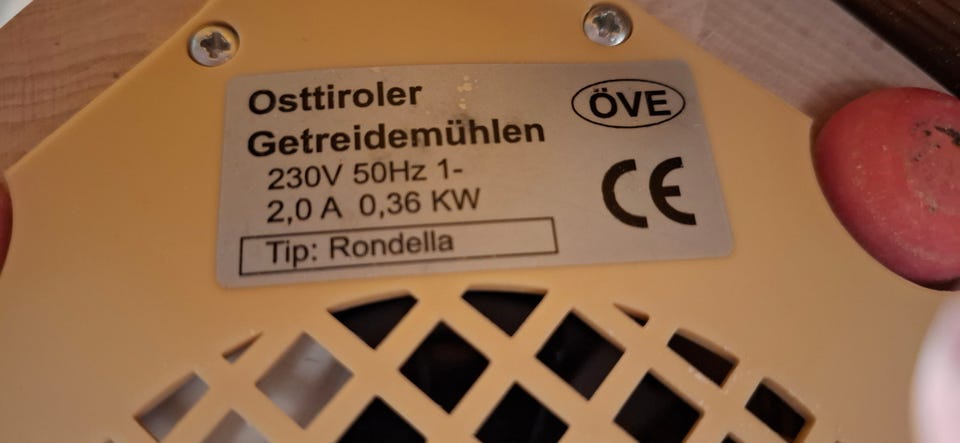 Osttiroler
Getreidemühlen
ÖVE
230V 50Hz 1-
2,0 A 0,36 KW
CE
Tip: Rondella